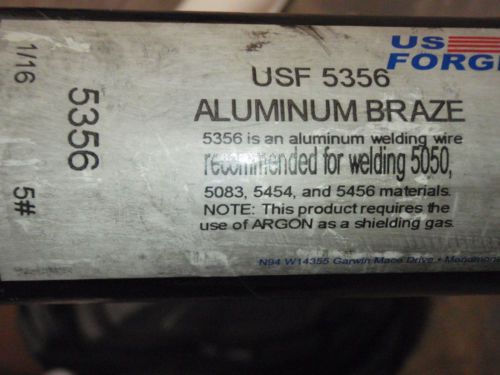 1/16
5356
5#
US
FORG
USF 5356
ALUMINUM BRAZE
5356 is an aluminum welding wire
recommended for welding 5050,
5083, 5454, and 5456 materials.
NOTE: This product requires the
use of ARGON as a shielding gas.
N94 W14355 Garwin Mace Drive • Menomone